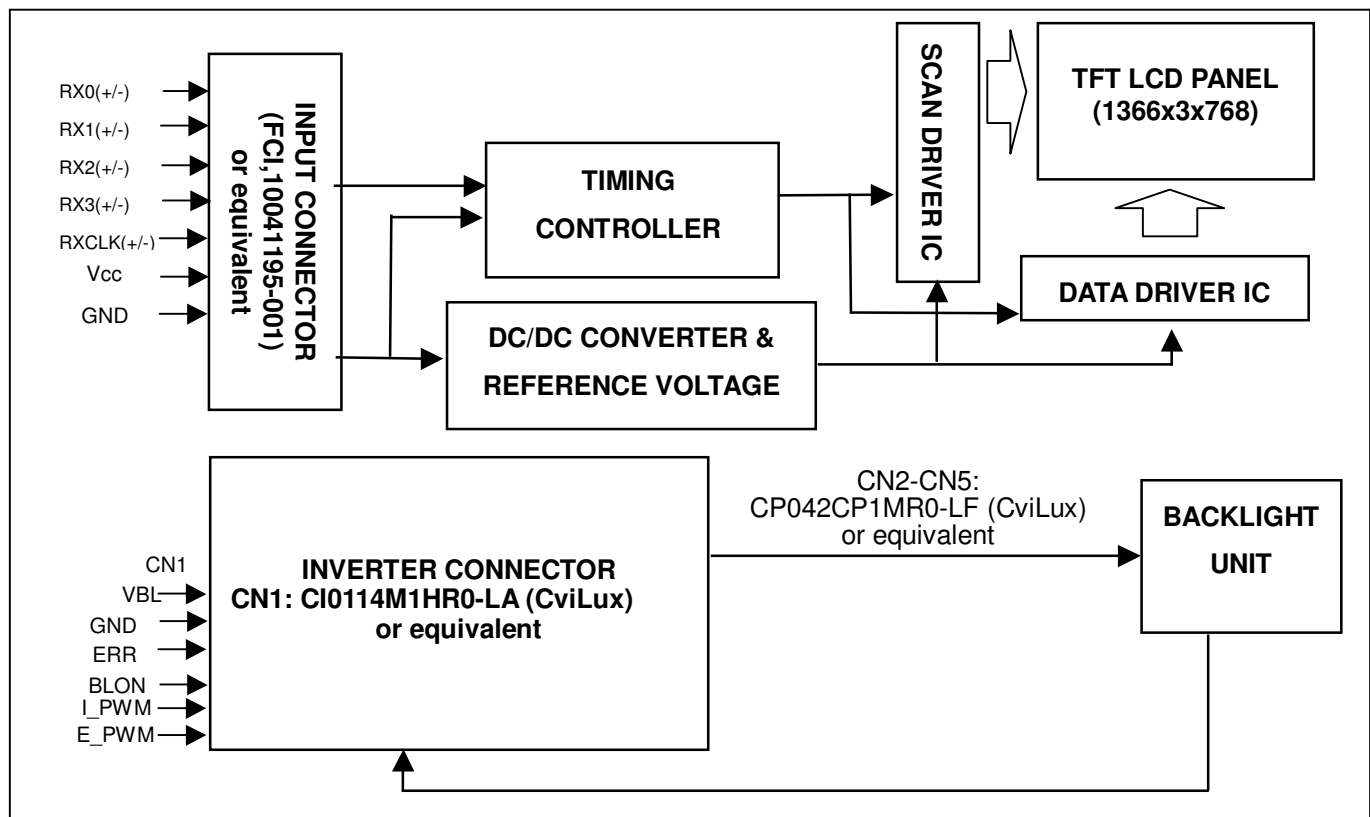 RX0(+/-)
RX1(+/-)
RX2(+/-)
RX3(+/-)
RXCLK(+/-)
Vcc
GND
INPUT CONNECTOR
(FCI,10041195-001)
or equivalent
TIMING
CONTROLLER
DC/DC CONVERTER &
REFERENCE VOLTAGE
SCAN DRIVER IC
TFT LCD PANEL
(1366x3x768)
DATA DRIVER IC
CN1
VBL
GND
ERR
BLON
I_PWM
E_PWM
INVERTER CONNECTOR
CN1: CI0114M1HR0-LA (CviLux)
or equivalent
CN2-CN5:
CP042CP1MR0-LF (CviLux)
or equivalent
BACKLIGHT
UNIT